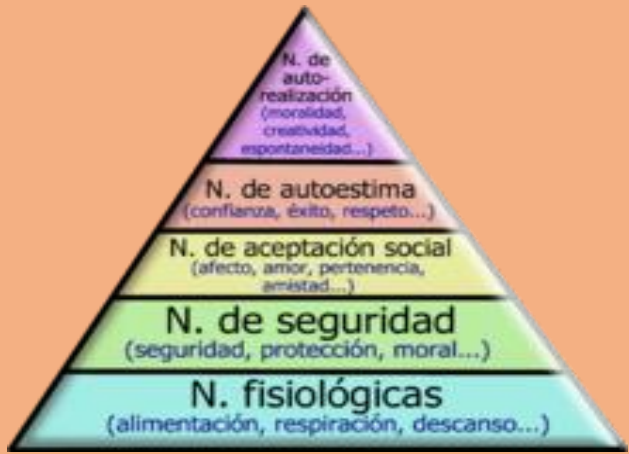 N. de
auto-
realización
(moralidad,
creatividad,
espontaneidad...)
N. de autoestima
(confianza, éxito, respeto...)
N. de aceptación social
(afecto, amor, pertenencia,
amistad...)
N. de seguridad
(seguridad, protección, moral...)
N. fisiológicas
(alimentación, respiración, descanso...)